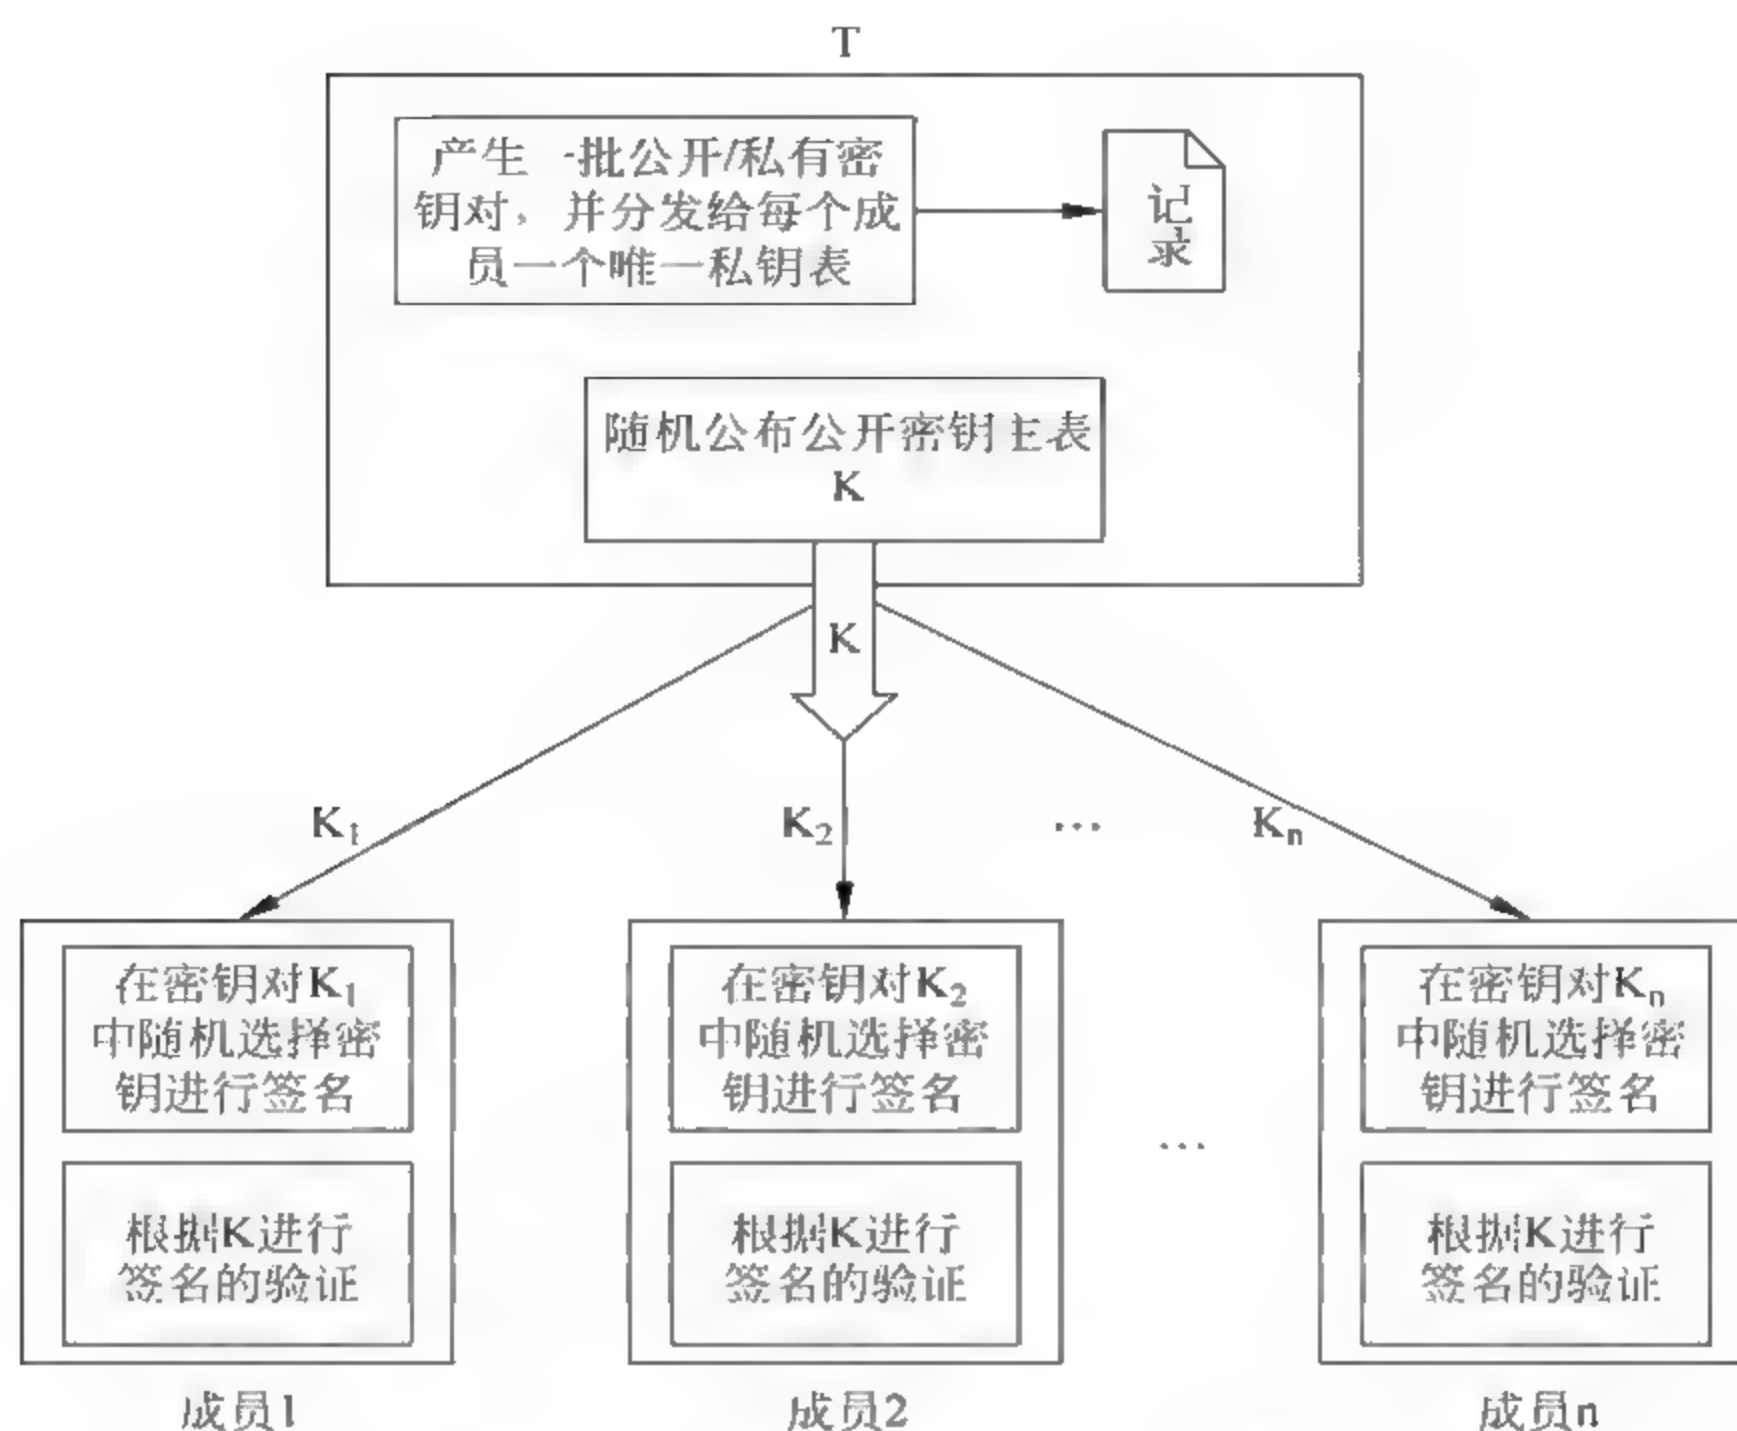 T
产生一批公开/私有密
钥对，并分发给每个成
员一个唯一私钥表
记
录
随机公布公开密钥主表
K
K
K₁
K₂
…
Kₙ
在密钥对K₁
中随机选择密
钥进行签名
根据K进行
签名的验证
成员1
在密钥对K₂
中随机选择密
钥进行签名
根据K进行
签名的验证
成员2
…
在密钥对Kₙ
中随机选择密
钥进行签名
根据K进行
签名的验证
成员n